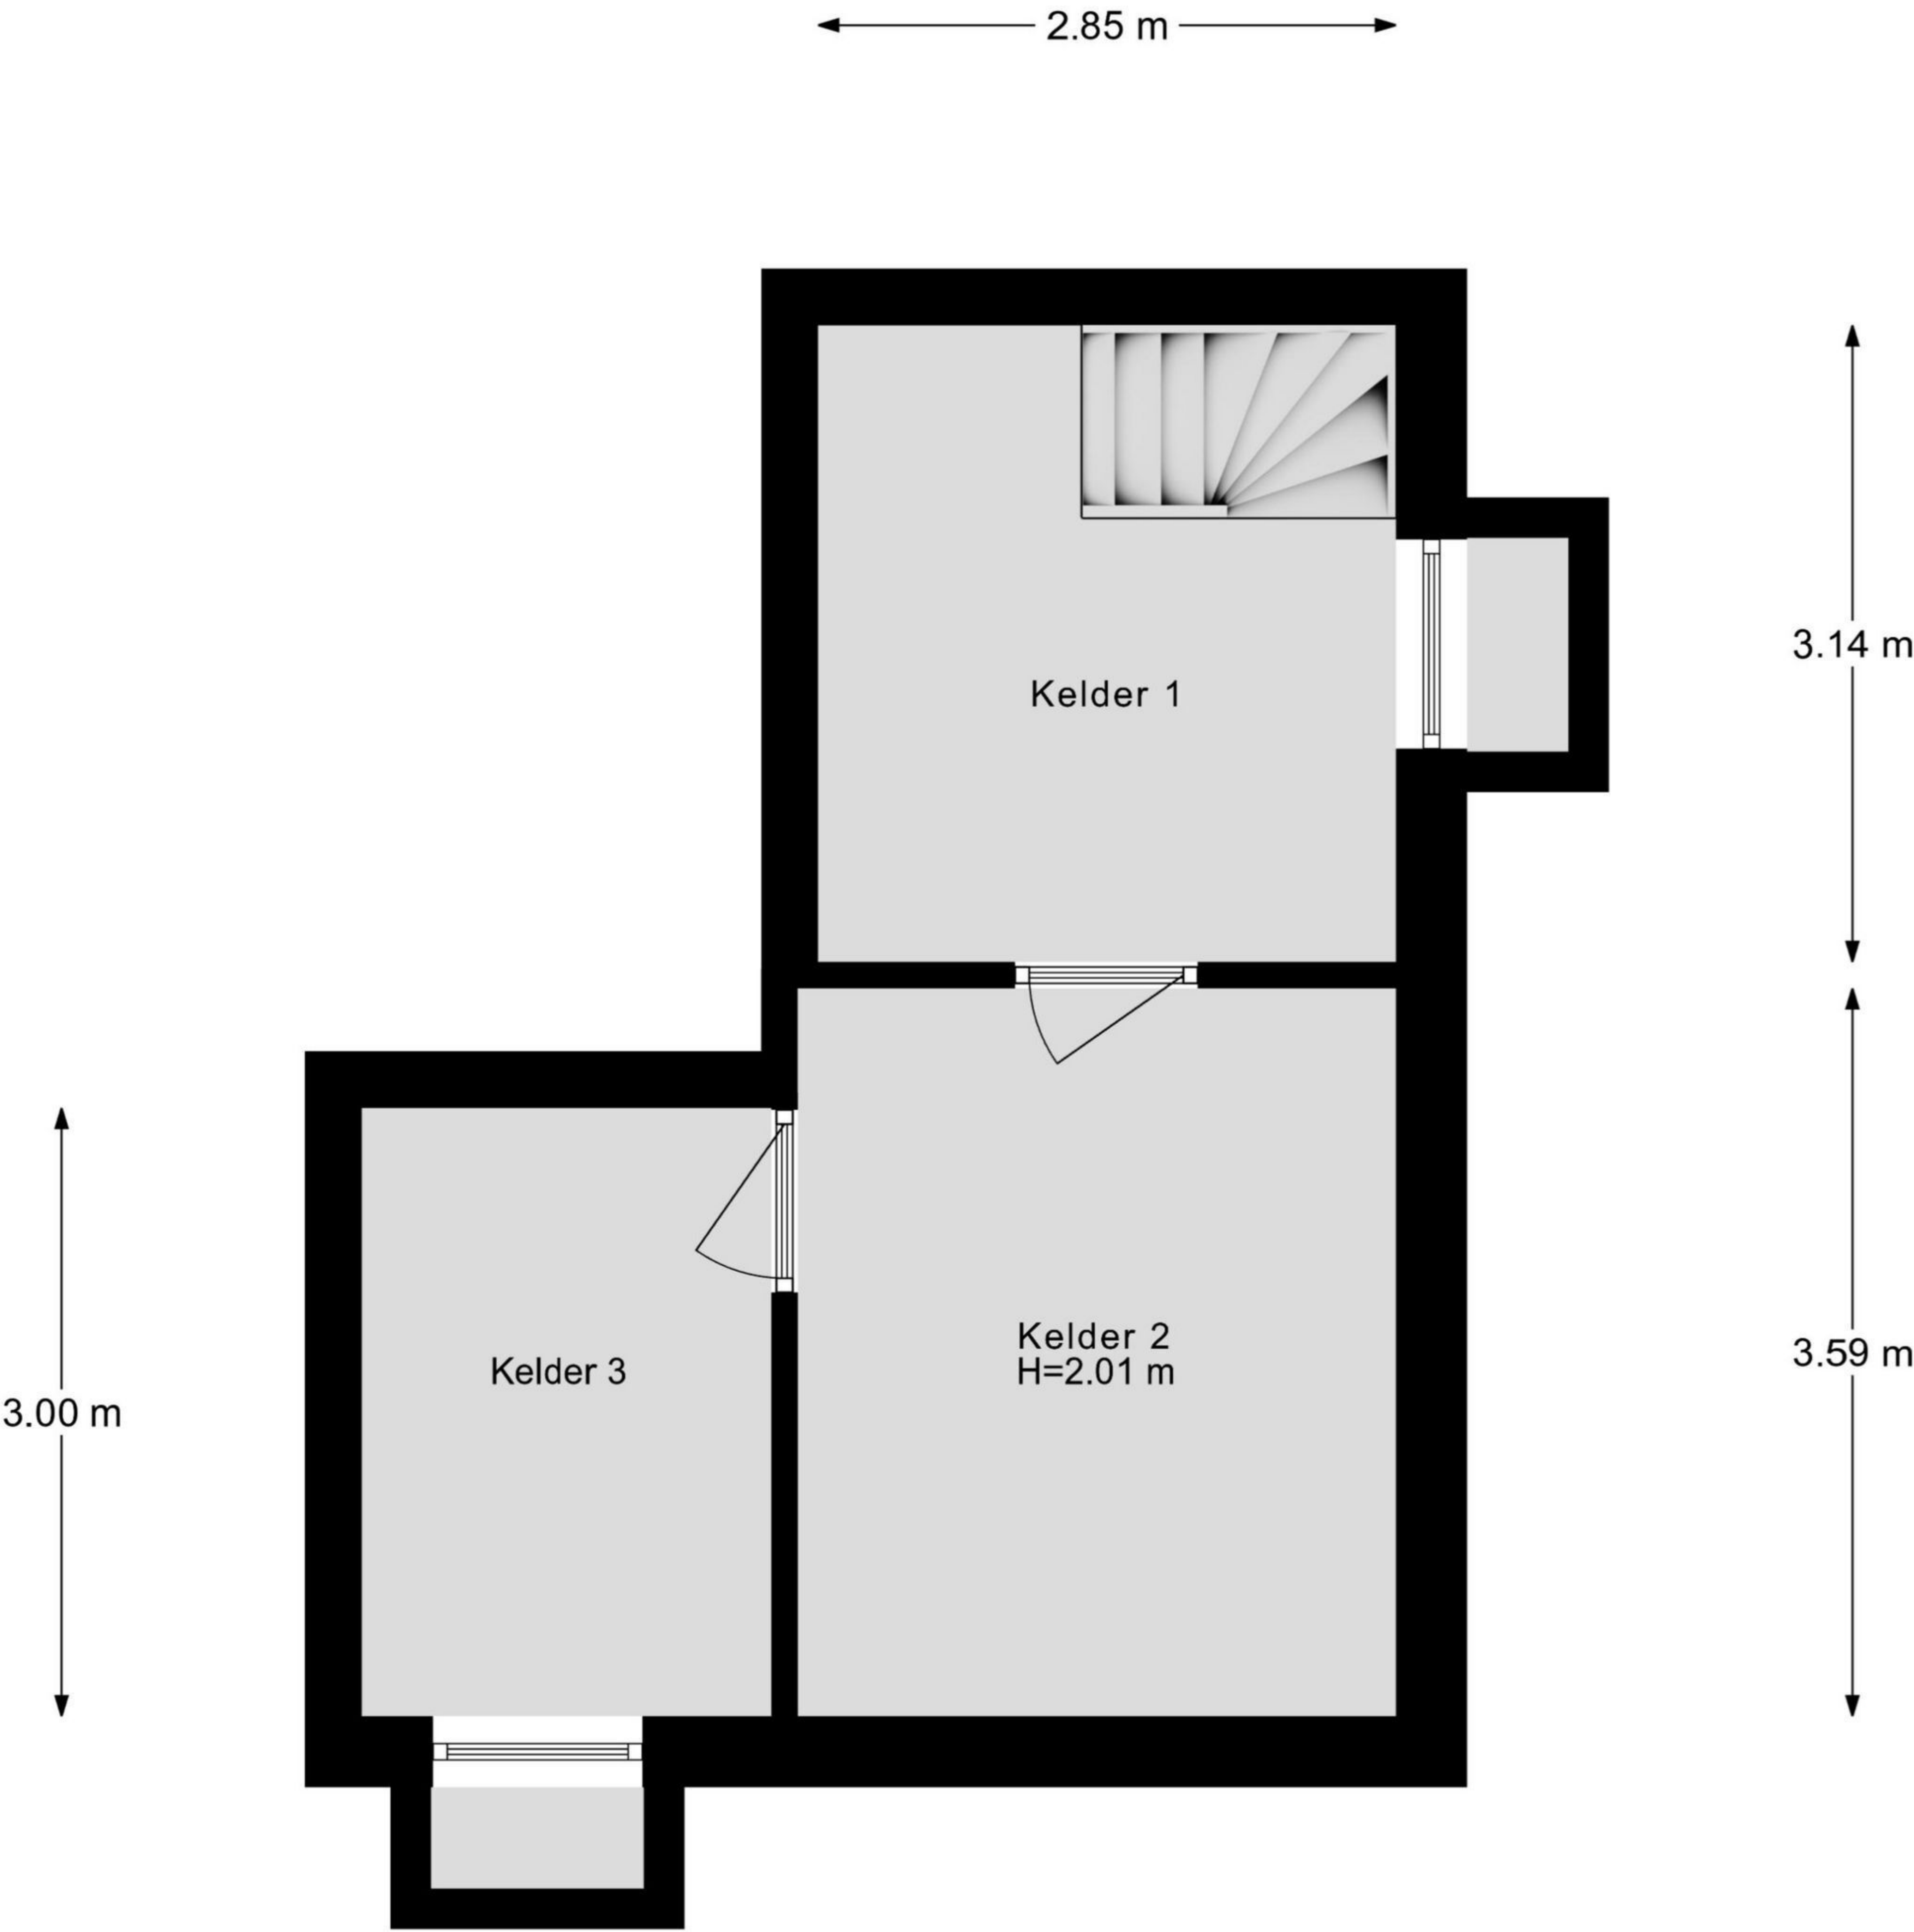 2.85 m
3.14 m
Kelder 1
Kelder 2
H=2.01 m
3.59 m
Kelder 3
3.00 m